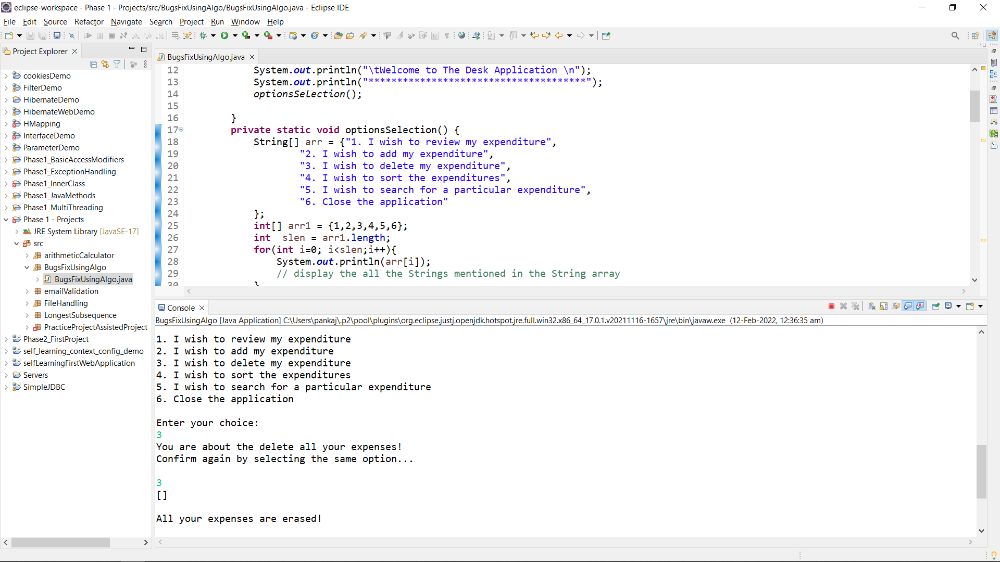 eclipse-workspace - Phase 1 - Projects/src/BugsFixUsingAlgo/BugsFixUsingAlgo.java - Eclipse IDE
File Edit Source Refactor Navigate Search Project Run Window Help
Project Explorer
cookiesDemo
FilterDemo
HibernateDemo
HibernateWebDemo
HMapping
InterfaceDemo
ParameterDemo
Phase1_BasicAccessModifiers
Phase1_ExceptionHandling
Phase1_InnerClass
Phase1_JavaMethods
Phase1_MultiThreading
Phase 1 - Projects
JRE System Library [JavaSE-17]
src
arithmeticCalculator
BugsFixUsingAlgo
BugsFixUsingAlgo.java
emailValidation
FileHandling
LongestSubsequence
PracticeProjectAssistedProject
Phase2_FirstProject
self_learning_context_config_demo
selfLearningFirstWebApplication
Servers
SimpleJDBC
BugsFixUsingAlgo.java
12 System.out.println("\tWelcome to The Desk Application \n");
13 System.out.println("**************************************");
14 optionsSelection();
15
16 }
17 private static void optionsSelection() {
18 String[] arr = {"1. I wish to review my expenditure",
19 "2. I wish to add my expenditure",
20 "3. I wish to delete my expenditure",
21 "4. I wish to sort the expenditures",
22 "5. I wish to search for a particular expenditure",
23 "6. Close the application"
24 };
25 int[] arr1 = {1,2,3,4,5,6};
26 int  slen = arr1.length;
27 for(int i=0; i<slen;i++){
28 System.out.println(arr[i]);
29 // display the all the Strings mentioned in the String array
30 }
Console
BugsFixUsingAlgo [Java Application] C:\Users\pankaj\.p2\pool\plugins\org.eclipse.justj.openjdk.hotspot.jre.full.win32.x86_64_17.0.1.v20211116-1657\jre\bin\javaw.exe (12-Feb-2022, 12:36:35 am)
1. I wish to review my expenditure
2. I wish to add my expenditure
3. I wish to delete my expenditure
4. I wish to sort the expenditures
5. I wish to search for a particular expenditure
6. Close the application
Enter your choice:
3
You are about the delete all your expenses!
Confirm again by selecting the same option...
3
[]
All your expenses are erased!